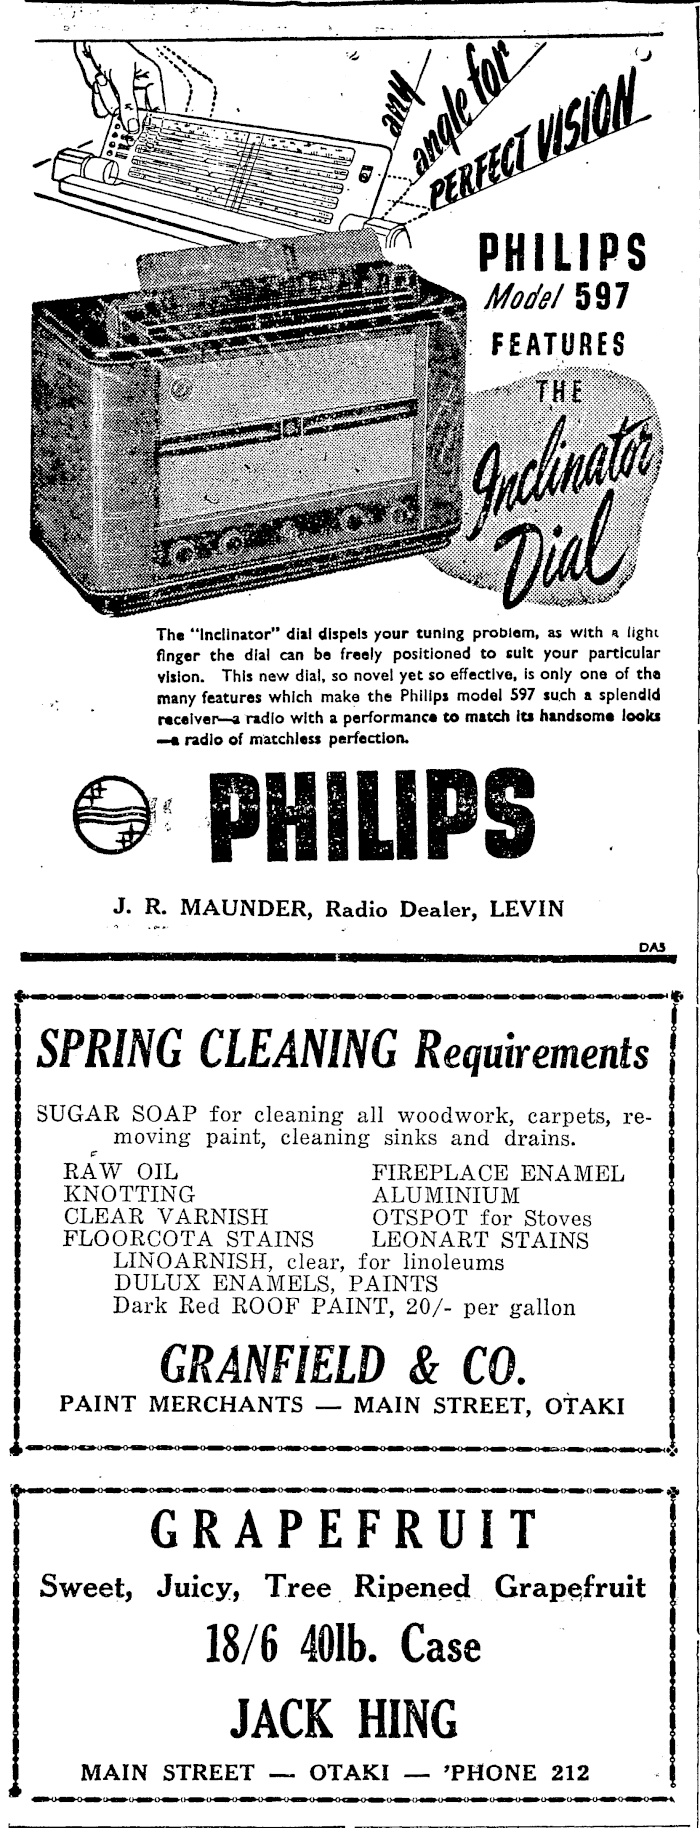 any
angle for
PERFECT VISION
PHILIPS
Model 597
FEATURES
THE
Inclinator
Dial
The "Inclinator" dial dispels your tuning problem, as with a light
finger the dial can be freely positioned to suit your particular
vision. This new dial, so novel yet so effective, is only one of the
many features which make the Philips model 597 such a splendid
receiver—a radio with a performance to match its handsome looks
—a radio of matchless perfection.
PHILIPS
J. R. MAUNDER, Radio Dealer, LEVIN
DA5
SPRING CLEANING Requirements
SUGAR SOAP for cleaning all woodwork, carpets, re-
moving paint, cleaning sinks and drains.
RAW OIL FIREPLACE ENAMEL
KNOTTING ALUMINIUM
CLEAR VARNISH OTSPOT for Stoves
FLOORCOTA STAINS LEONART STAINS
LINOARNISH, clear, for linoleums
DULUX ENAMELS, PAINTS
Dark Red ROOF PAINT, 20/- per gallon
GRANFIELD & CO.
PAINT MERCHANTS — MAIN STREET, OTAKI
GRAPEFRUIT
Sweet, Juicy, Tree Ripened Grapefruit
18/6 40lb. Case
JACK HING
MAIN STREET — OTAKI — 'PHONE 212